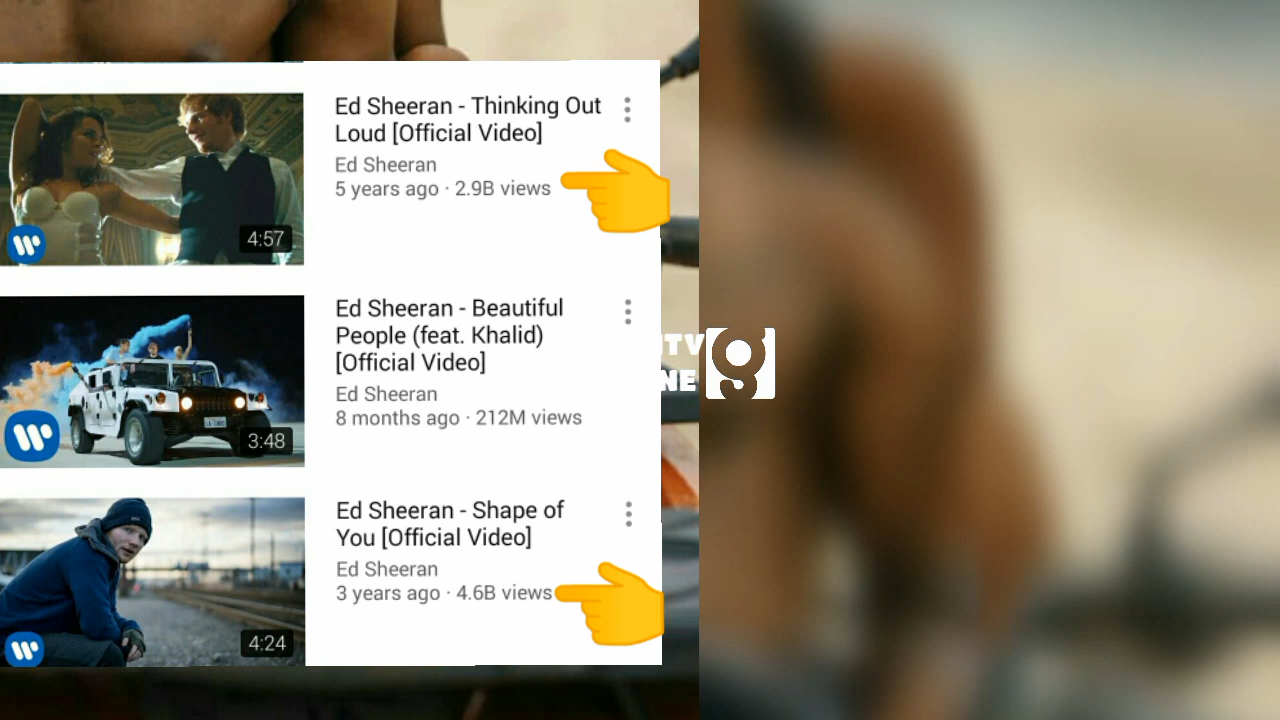 Ed Sheeran - Thinking Out
Loud [Official Video]
Ed Sheeran
5 years ago · 2.9B views
4:57
Ed Sheeran - Beautiful
People (feat. Khalid)
[Official Video]
Ed Sheeran
8 months ago · 212M views
3:48
TV
NE
g
Ed Sheeran - Shape of
You [Official Video]
Ed Sheeran
3 years ago · 4.6B views
4:24